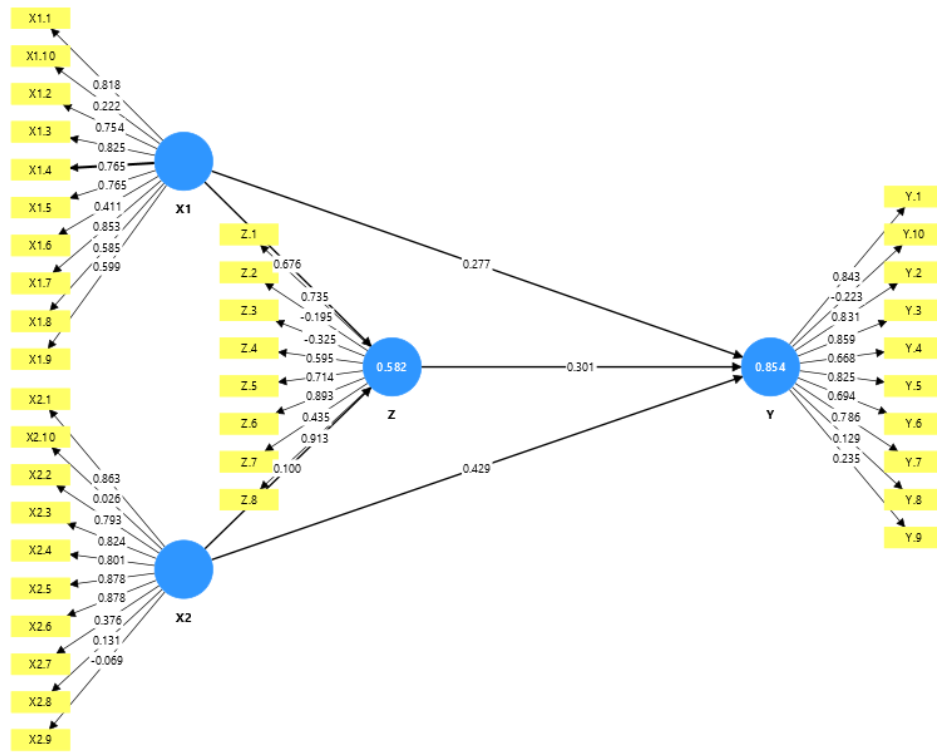 X1.1
X1.10
X1.2
X1.3
X1.4
X1.5
X1.6
X1.7
X1.8
X1.9
0.818
0.222
0.754
0.825
0.765
0.765
0.411
0.853
0.585
0.599
X1
X2.1
X2.10
X2.2
X2.3
X2.4
X2.5
X2.6
X2.7
X2.8
X2.9
0.863
0.026
0.793
0.824
0.801
0.878
0.878
0.376
0.131
-0.069
X2
Z.1
Z.2
Z.3
Z.4
Z.5
Z.6
Z.7
Z.8
0.676
0.735
-0.195
-0.325
0.595
0.714
0.893
0.435
0.913
0.100
0.582
Z
0.277
0.301
0.429
0.854
Y
0.843
-0.223
0.831
0.859
0.668
0.825
0.694
0.786
0.129
0.235
Y.1
Y.10
Y.2
Y.3
Y.4
Y.5
Y.6
Y.7
Y.8
Y.9